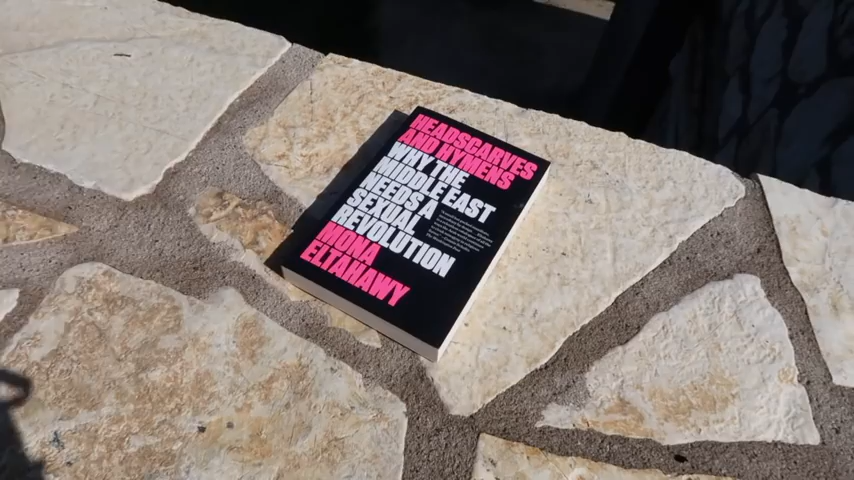 HEADSCARVES
AND HYMENS
WHY THE
MIDDLE EAST
NEEDS A
SEXUAL
REVOLUTION
MONA
ELTAHAWY